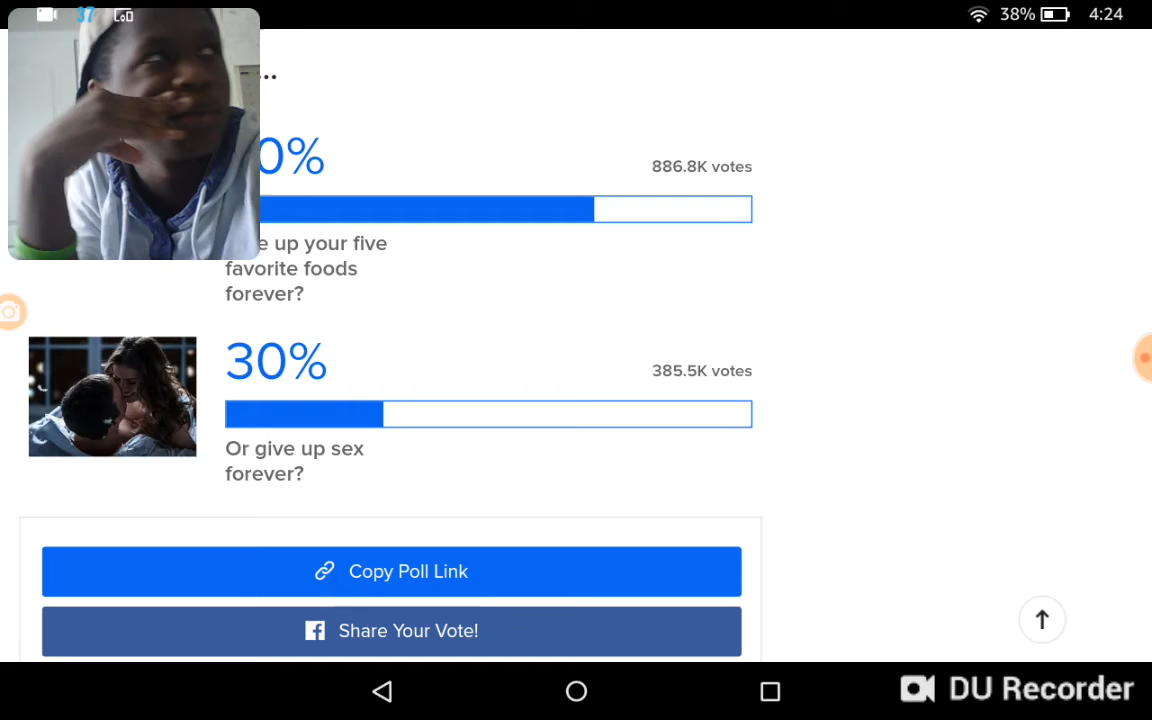 37
38%
4:24
...
0%
886.8K votes
e up your five
favorite foods
forever?
30%
385.5K votes
Or give up sex
forever?
Copy Poll Link
Share Your Vote!
DU Recorder